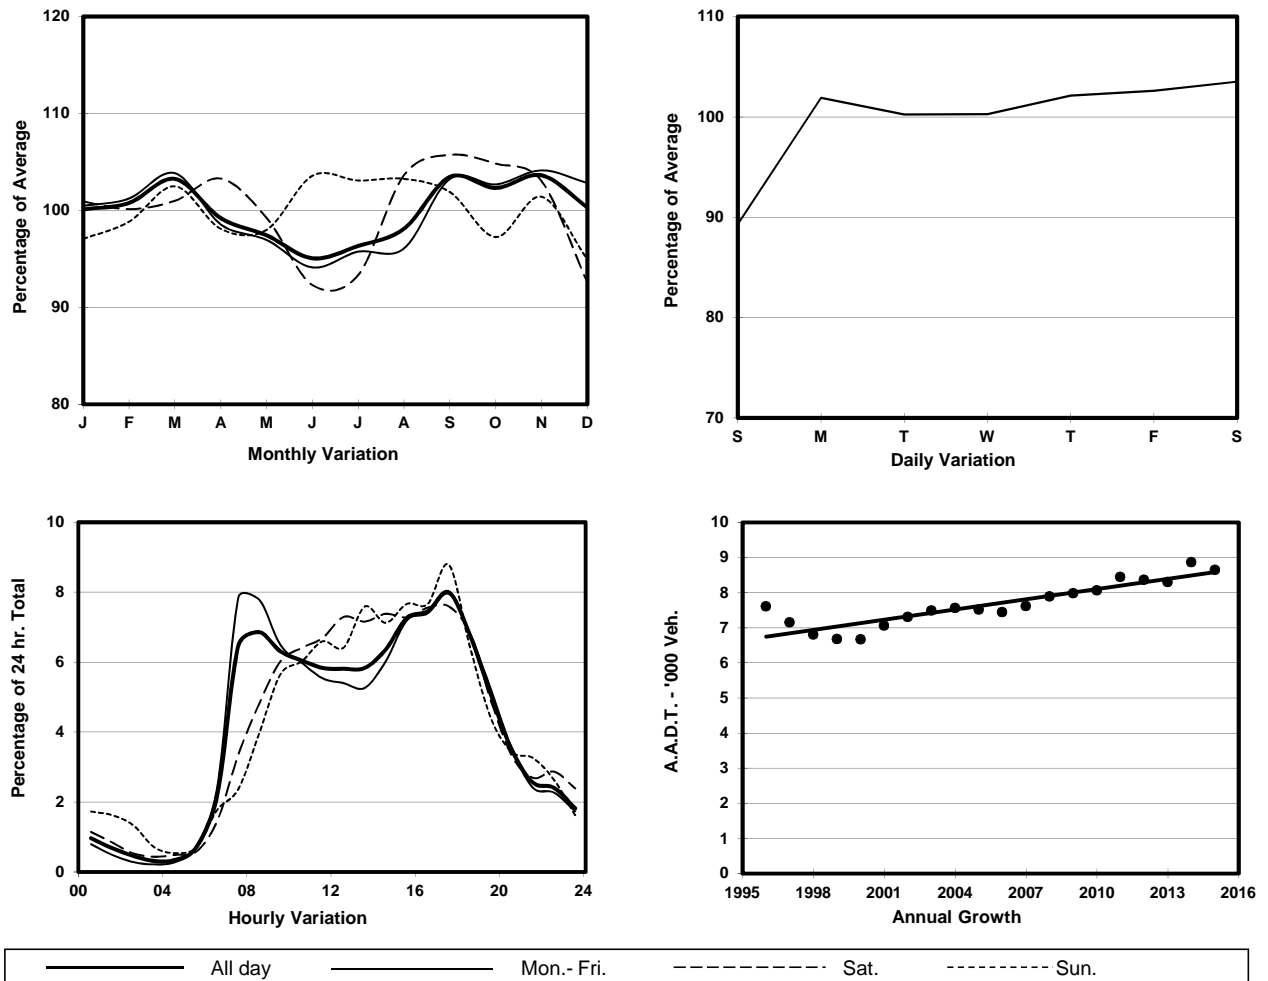 120
110
100
90
80
Percentage of Average
J F M A M J J A S O N D
Monthly Variation
110
100
90
80
70
Percentage of Average
S M T W T F S
Daily Variation
10
8
6
4
2
0
Percentage of 24 hr. Total
00 04 08 12 16 20 24
Hourly Variation
10
9
8
7
6
5
4
3
2
1
0
A.A.D.T. - '000 Veh.
1995 1998 2001 2004 2007 2010 2013 2016
Annual Growth
All day Mon.- Fri. Sat. Sun.